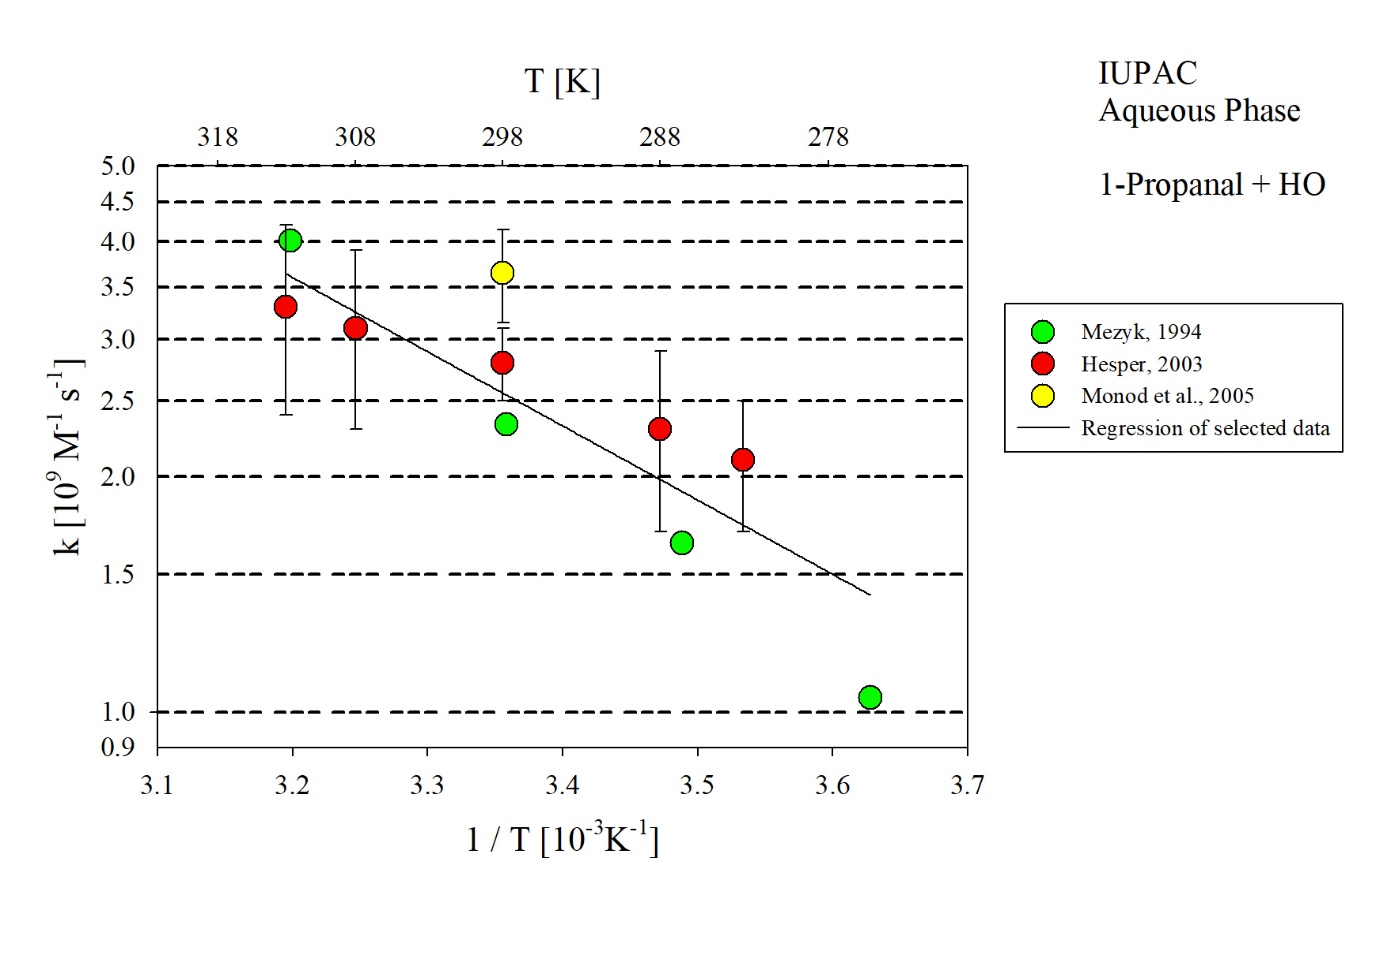 T [K]
318 308 298 288 278
IUPAC
Aqueous Phase
1-Propanal + HO
5.0
4.5
4.0
3.5
3.0
2.5
2.0
1.5
1.0
0.9
k [10⁹ M⁻¹ s⁻¹]
Mezyk, 1994
Hesper, 2003
Monod et al., 2005
Regression of selected data
3.1 3.2 3.3 3.4 3.5 3.6 3.7
1 / T [10⁻³K⁻¹]